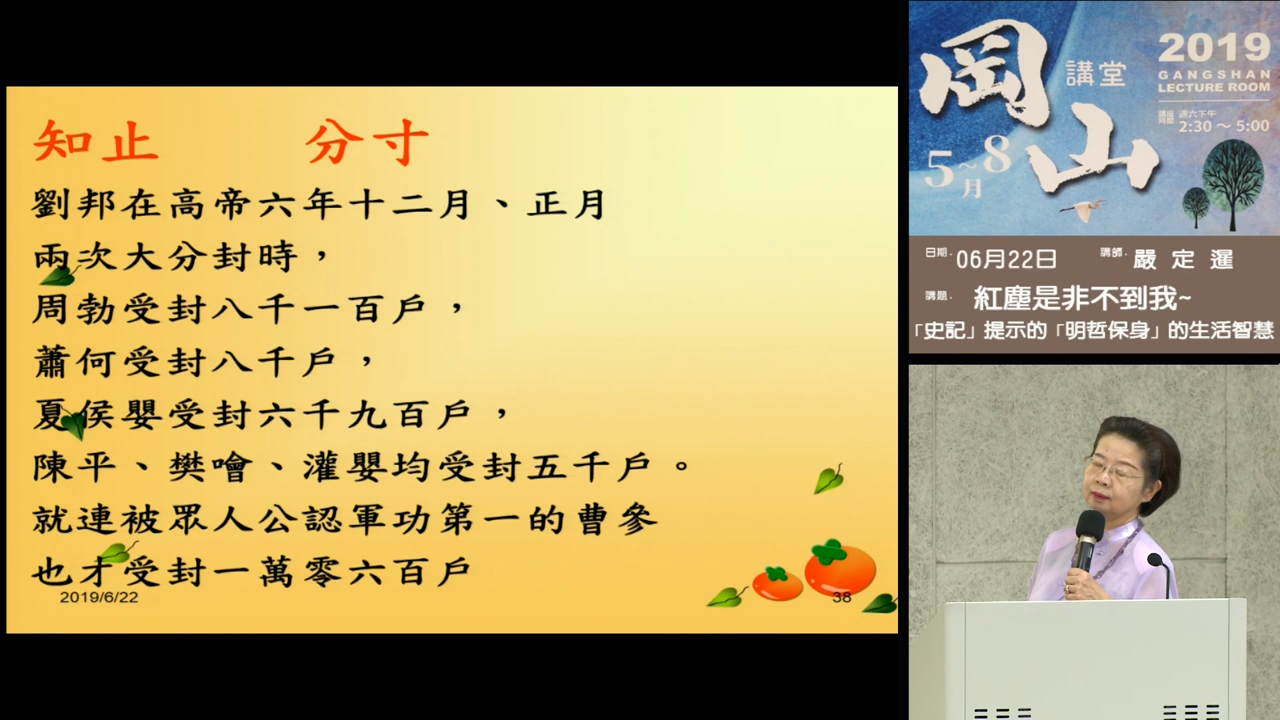 知止 分寸
劉邦在高帝六年十二月、正月
兩次大分封時，
周勃受封八千一百戶，
蕭何受封八千戶，
夏侯嬰受封六千九百戶，
陳平、樊噲、灌嬰均受封五千戶。
就連被眾人公認軍功第一的曹參
也才受封一萬零六百戶
2019/6/22
38
岡山
講堂
2019
GANGSHAN
LECTURE ROOM
週六下午
2:30～5:00
5~8月
日期. 06月22日 講師. 嚴定暹
講題. 紅塵是非不到我~
「史記」提示的「明哲保身」的生活智慧